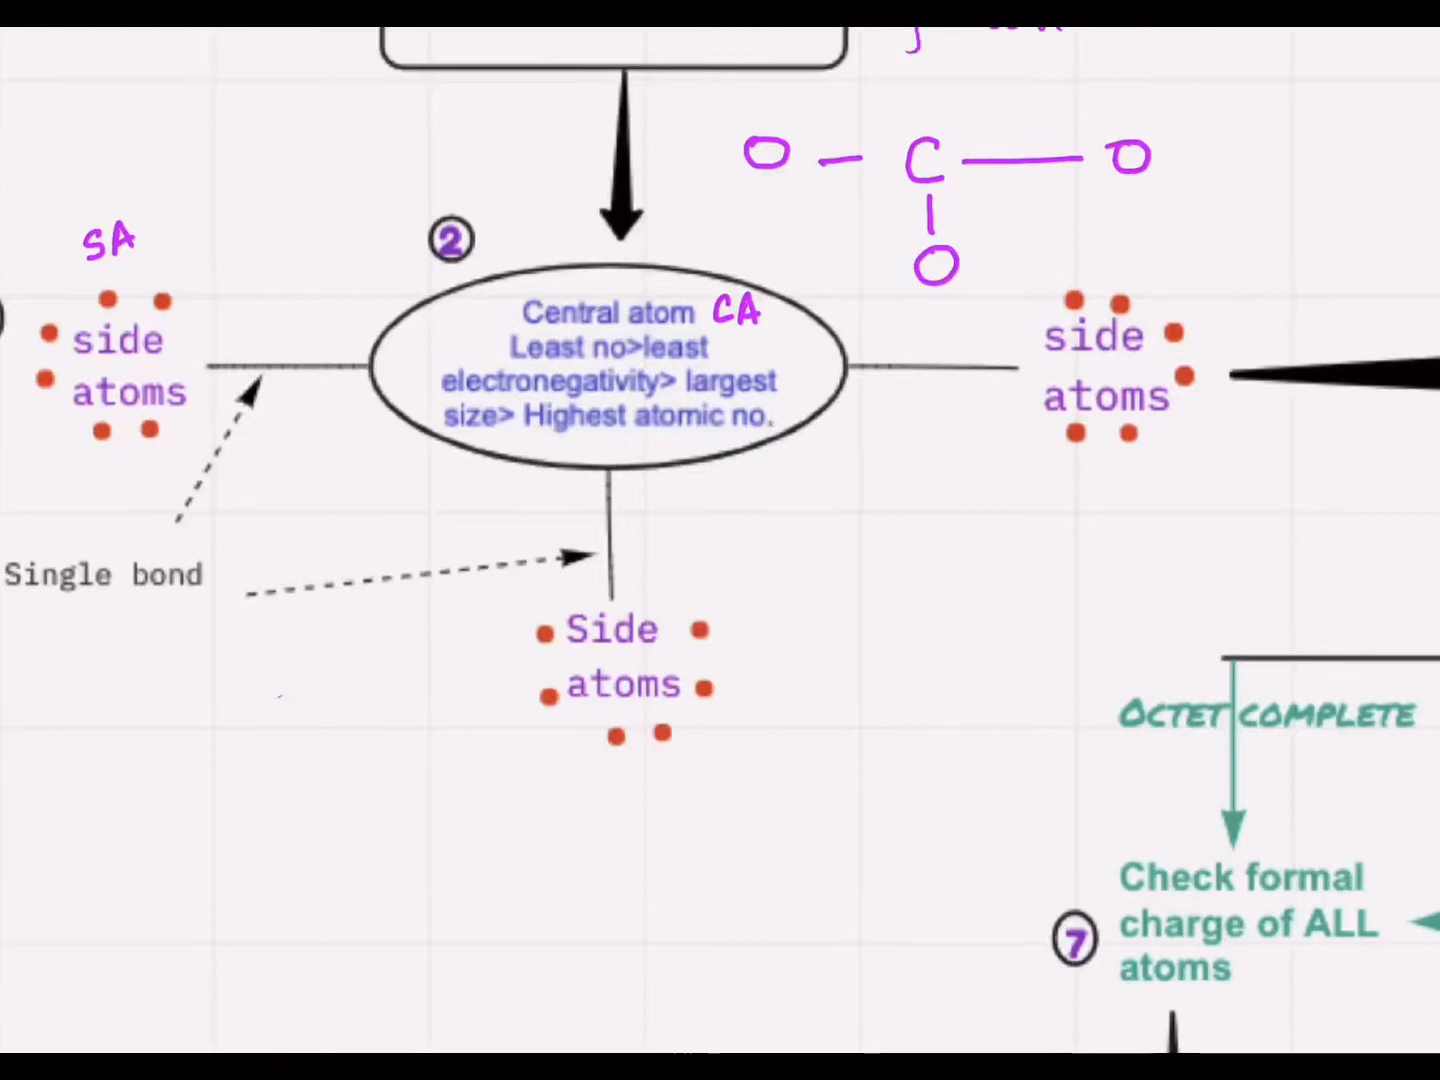 O - C — O
O
SA
2
side
atoms
Central atom CA
Least no>least
electronegativity> largest
size> Highest atomic no.
side
atoms
Single bond
Side
atoms
OCTET COMPLETE
Check formal
charge of ALL
atoms
7